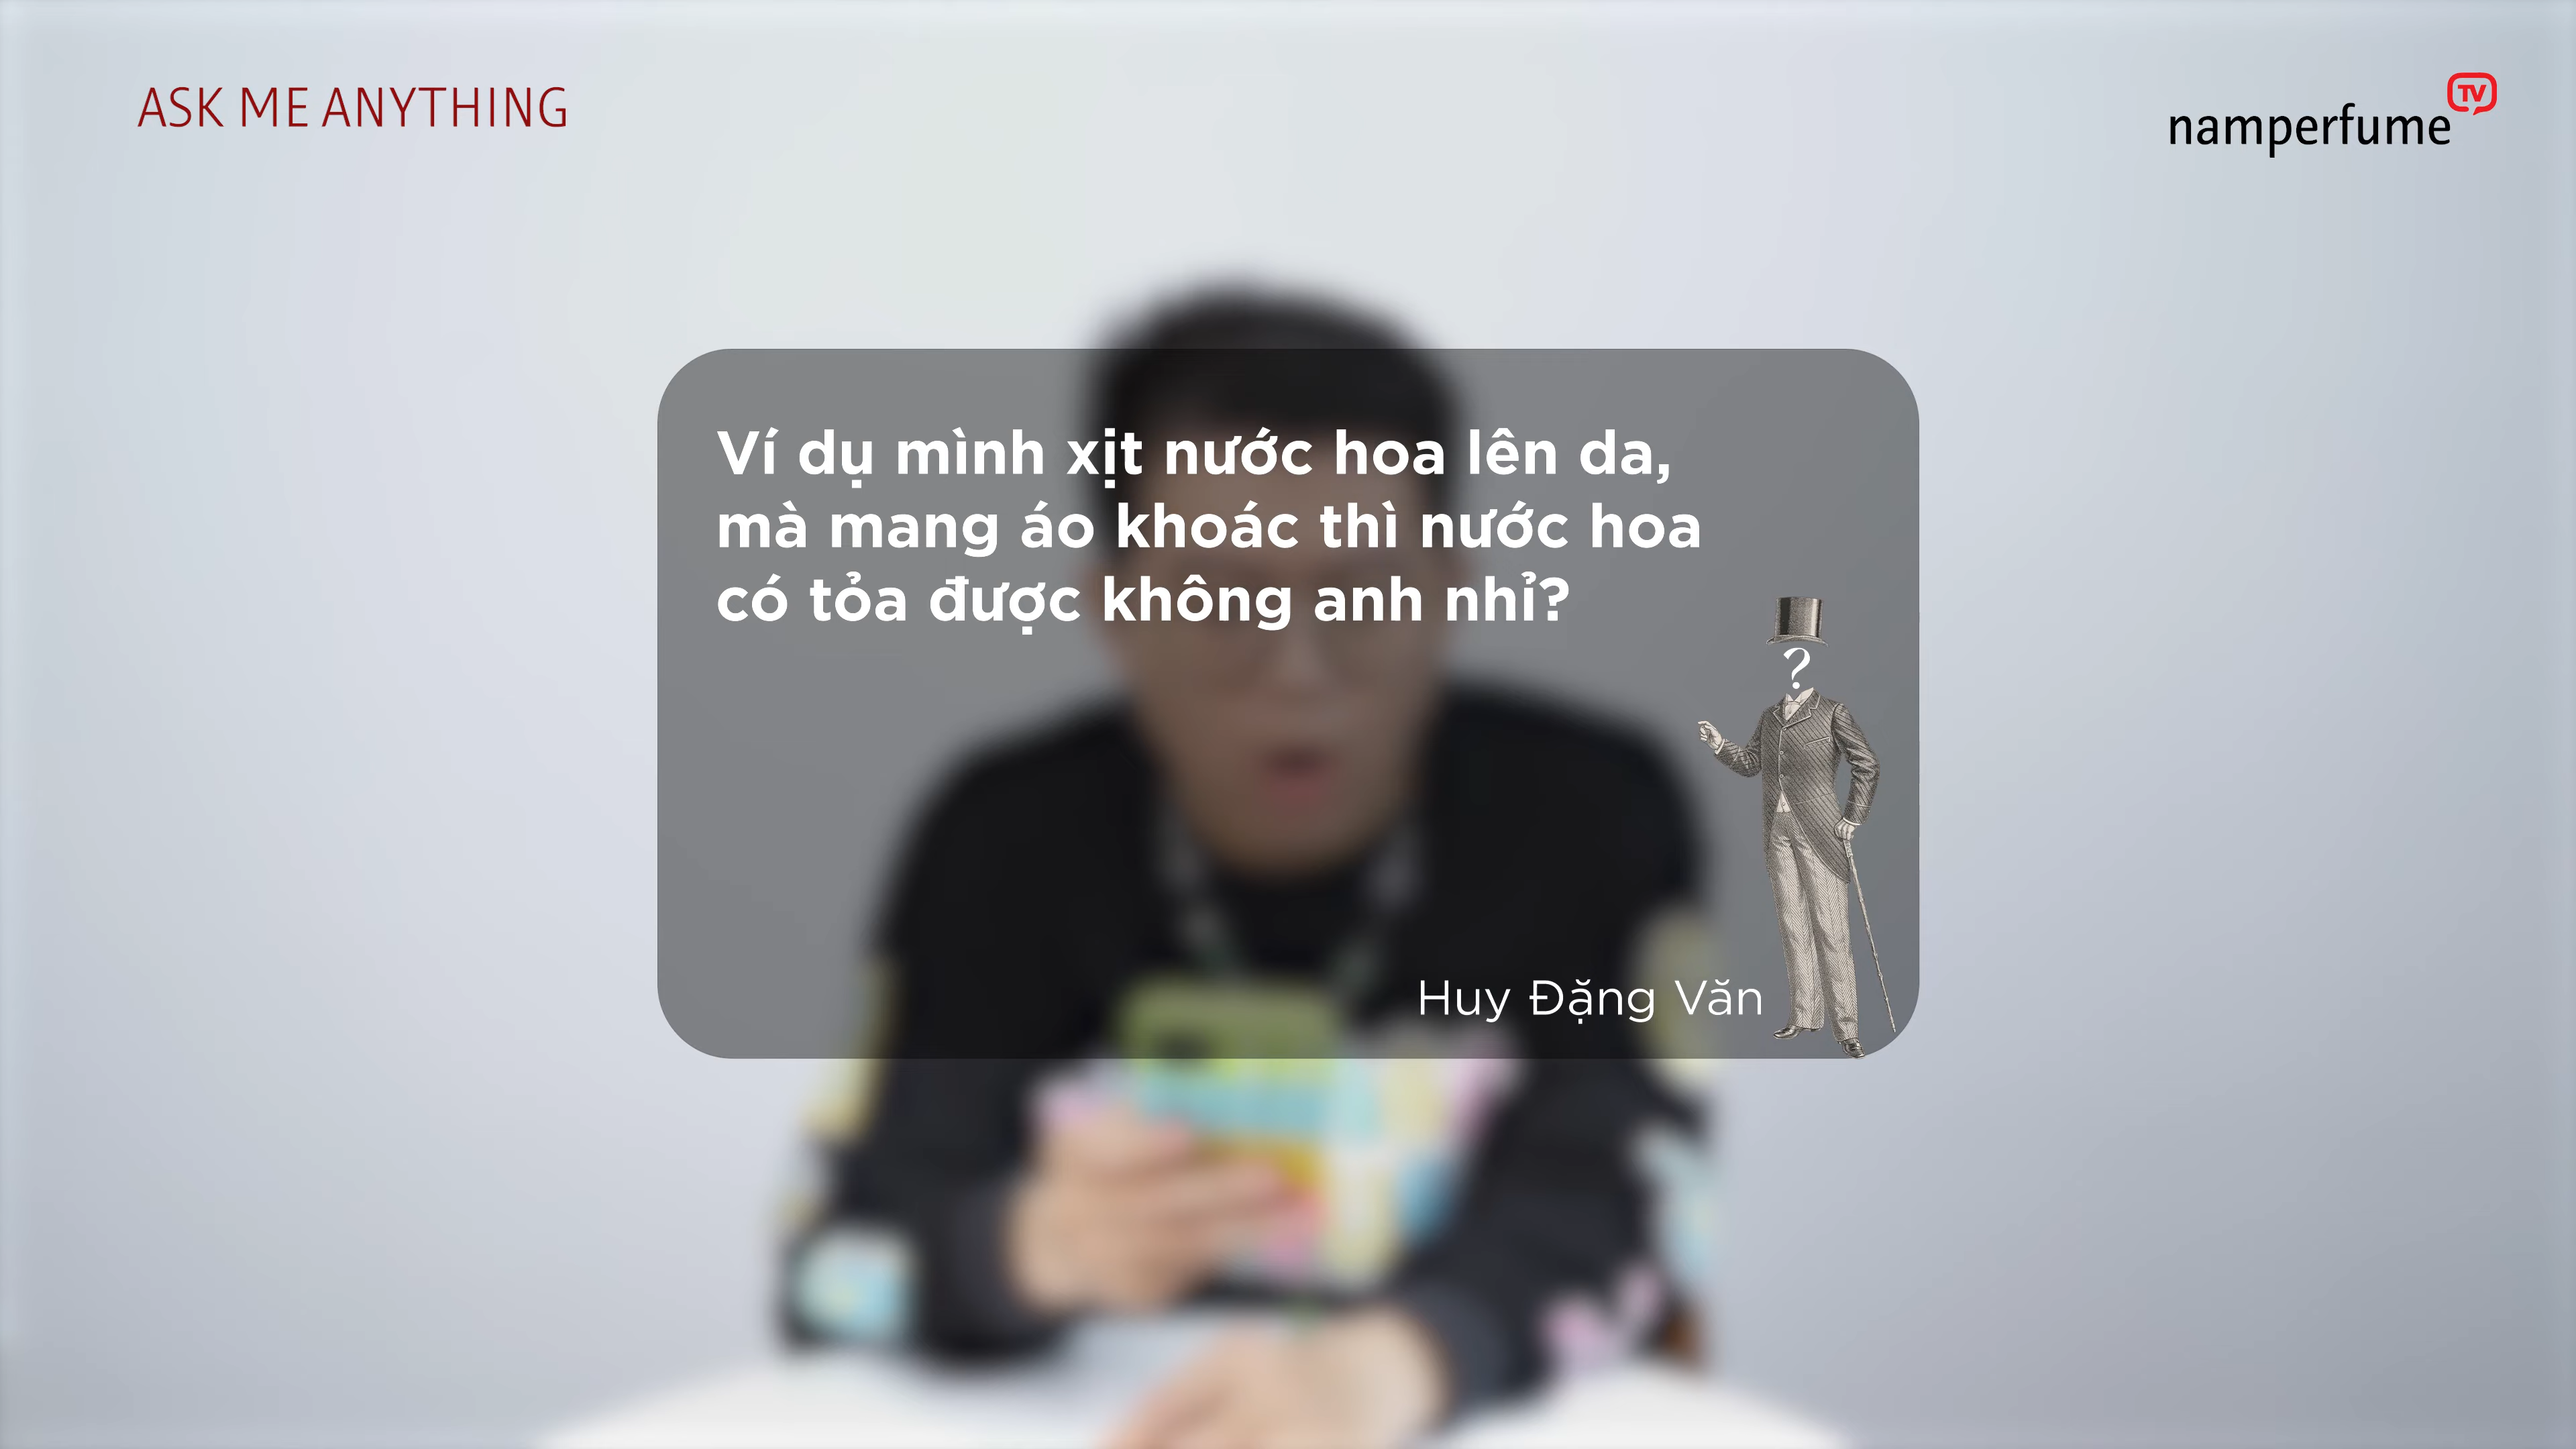 ASK ME ANYTHING
namperfume TV
Ví dụ mình xịt nước hoa lên da,
mà mang áo khoác thì nước hoa
có tỏa được không anh nhỉ?
?
Huy Đặng Văn